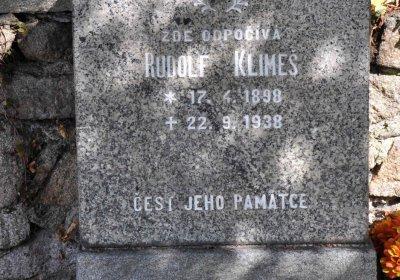 ZDE ODPOČÍVÁ
RUDOLF KLIMEŠ
* 17. 4. 1898
+ 22. 9. 1938
ČEST JEHO PAMÁTCE